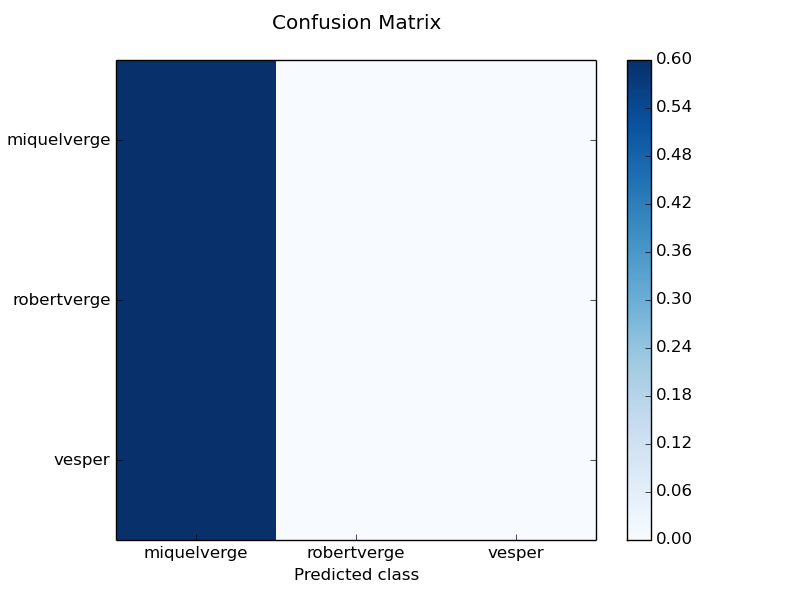 Confusion Matrix
miquelverge
robertverge
vesper
miquelverge robertverge vesper
Predicted class
0.60
0.54
0.48
0.42
0.36
0.30
0.24
0.18
0.12
0.06
0.00